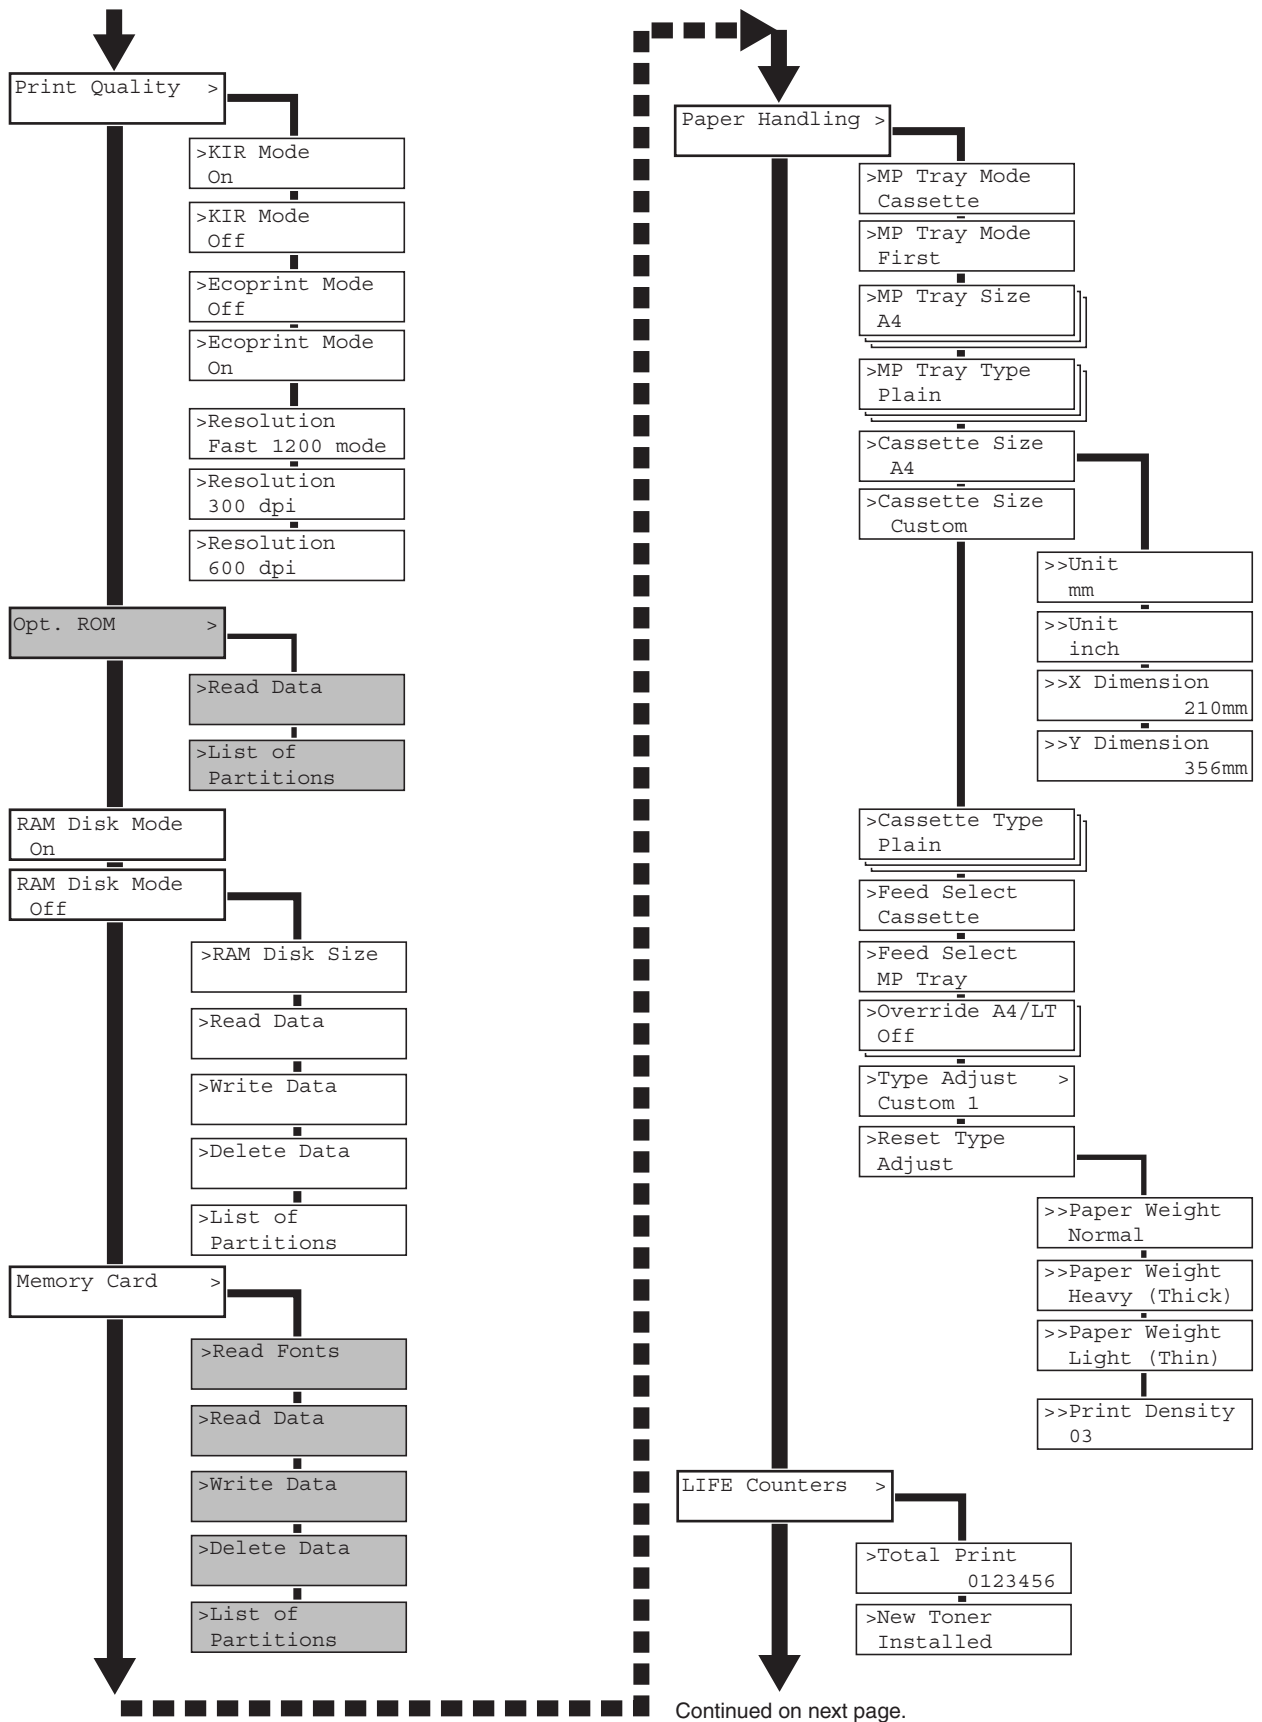 Print Quality >
>KIR Mode
On
>KIR Mode
Off
>Ecoprint Mode
Off
>Ecoprint Mode
On
>Resolution
Fast 1200 mode
>Resolution
300 dpi
>Resolution
600 dpi
Opt. ROM >
>Read Data
>List of
Partitions
RAM Disk Mode
On
RAM Disk Mode
Off
>RAM Disk Size
>Read Data
>Write Data
>Delete Data
>List of
Partitions
Memory Card >
>Read Fonts
>Read Data
>Write Data
>Delete Data
>List of
Partitions
Paper Handling >
>MP Tray Mode
Cassette
>MP Tray Mode
First
>MP Tray Size
A4
>MP Tray Type
Plain
>Cassette Size
A4
>Cassette Size
Custom
>>Unit
mm
>>Unit
inch
>>X Dimension
210mm
>>Y Dimension
356mm
>Cassette Type
Plain
>Feed Select
Cassette
>Feed Select
MP Tray
>Override A4/LT
Off
>Type Adjust >
Custom 1
>Reset Type
Adjust
>>Paper Weight
Normal
>>Paper Weight
Heavy (Thick)
>>Paper Weight
Light (Thin)
>>Print Density
03
LIFE Counters >
>Total Print
0123456
>New Toner
Installed
Continued on next page.